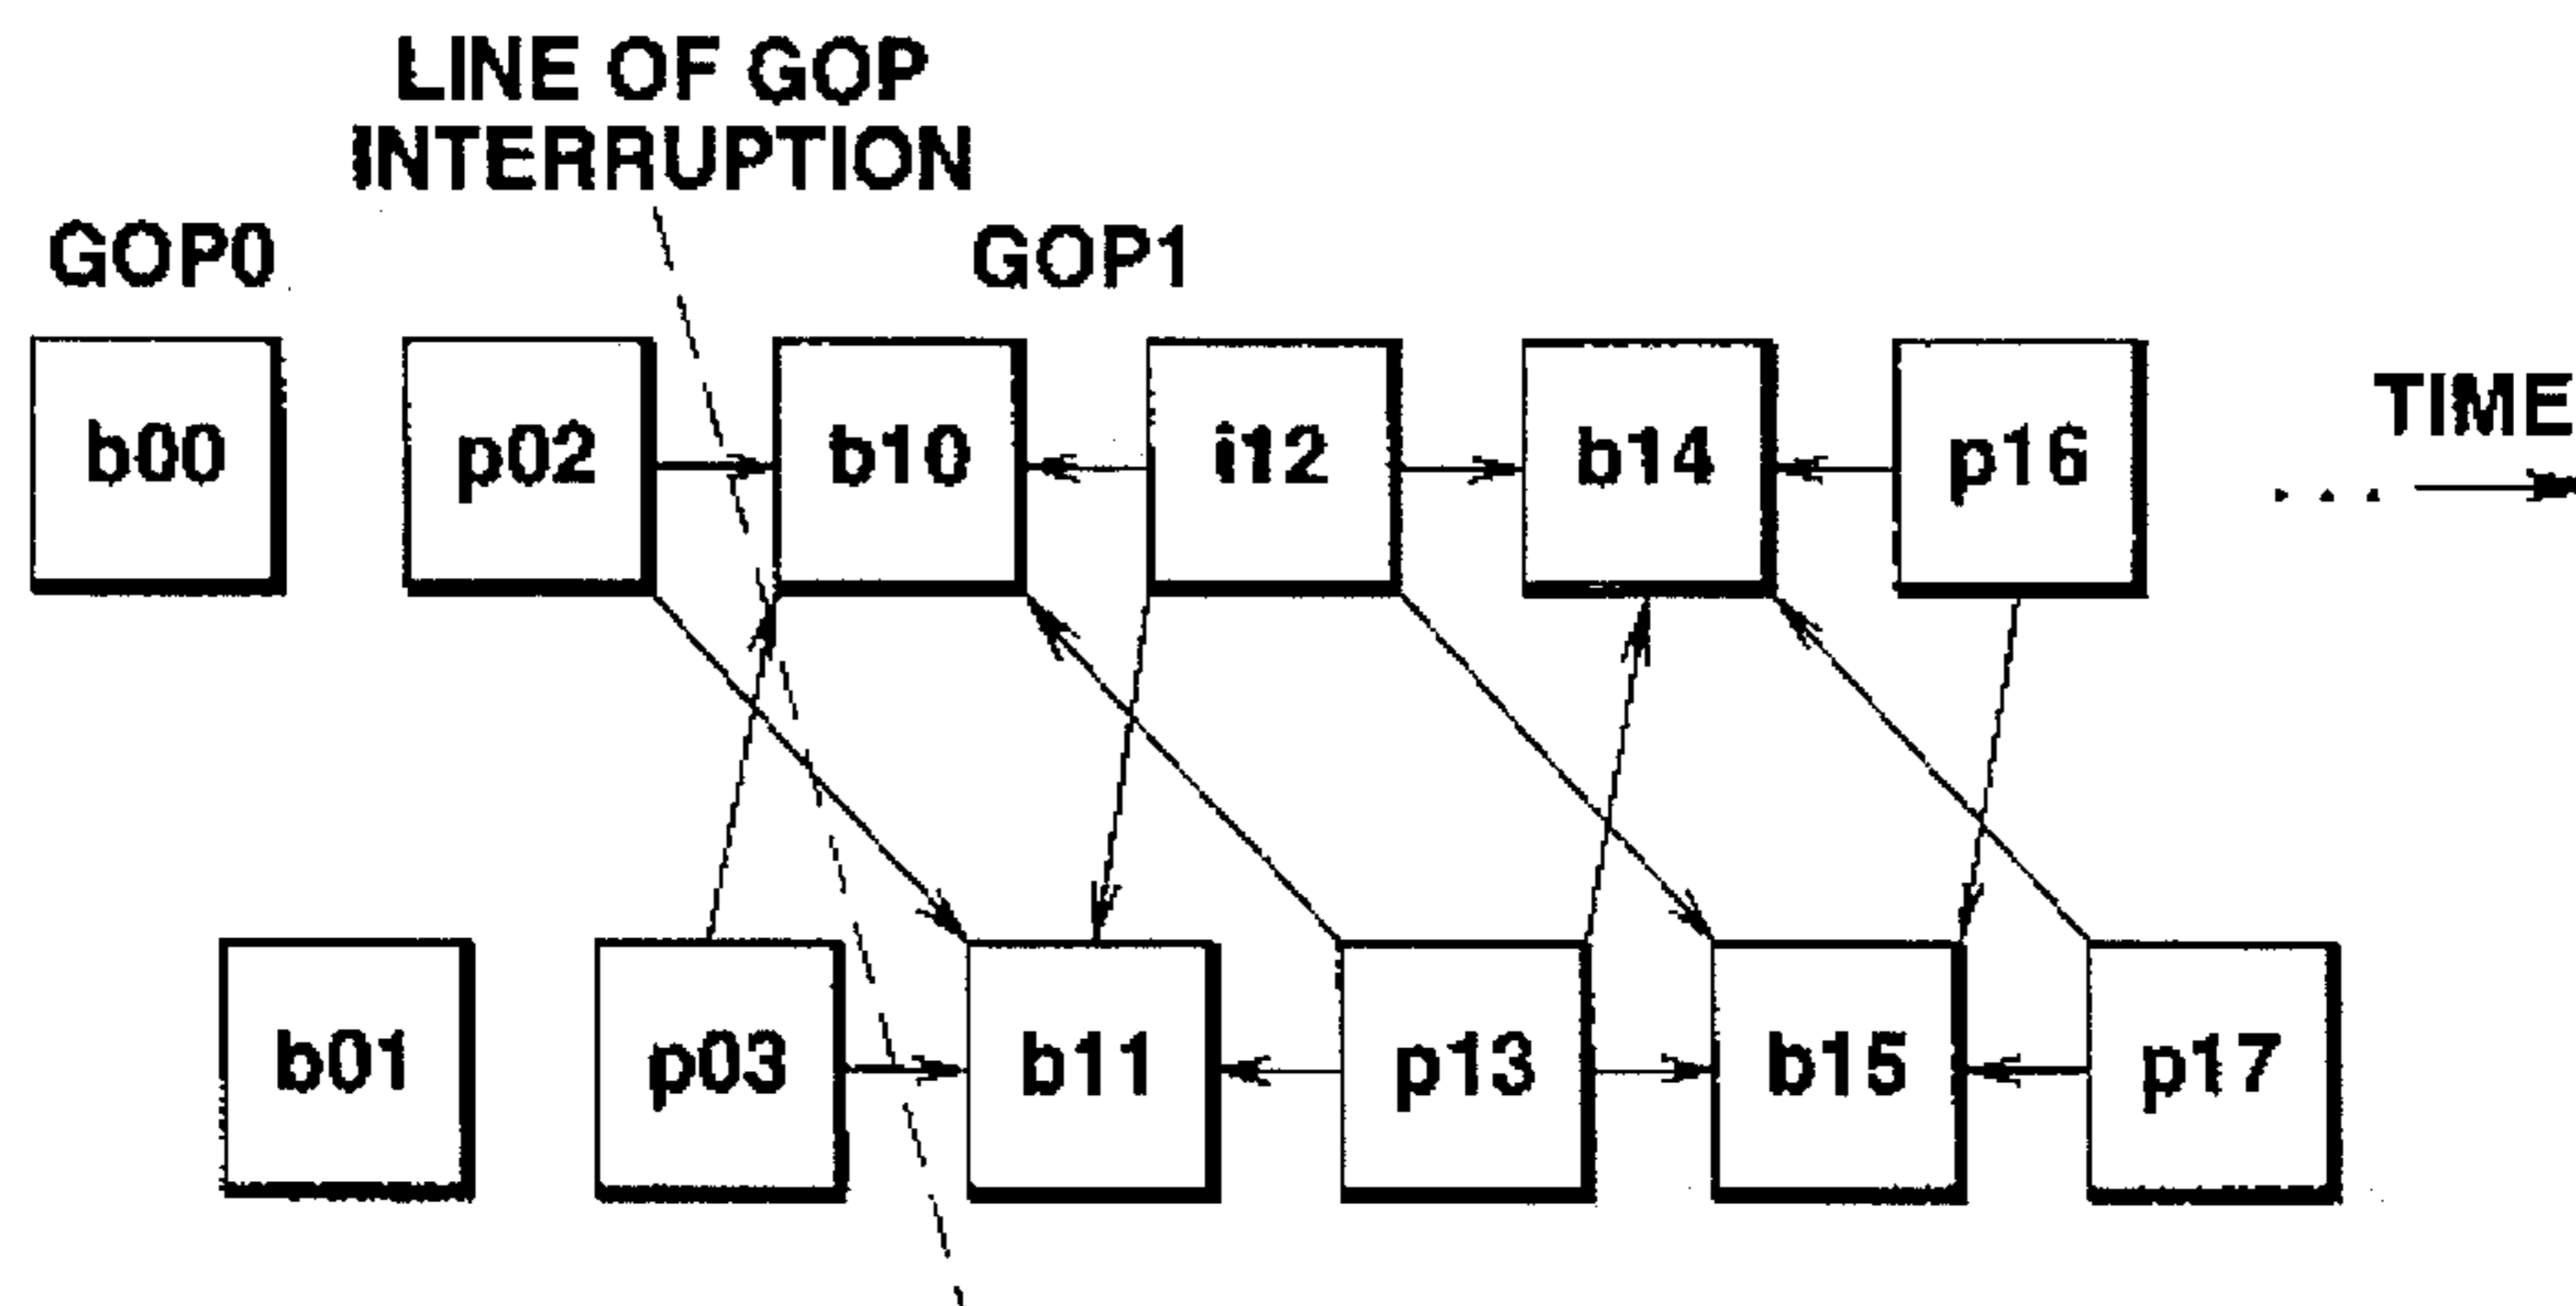 LINE OF GOP
INTERRUPTION
GOP0
GOP1
b00
p02
b10
i12
b14
p16
TIME
...
b01
p03
b11
p13
b15
p17